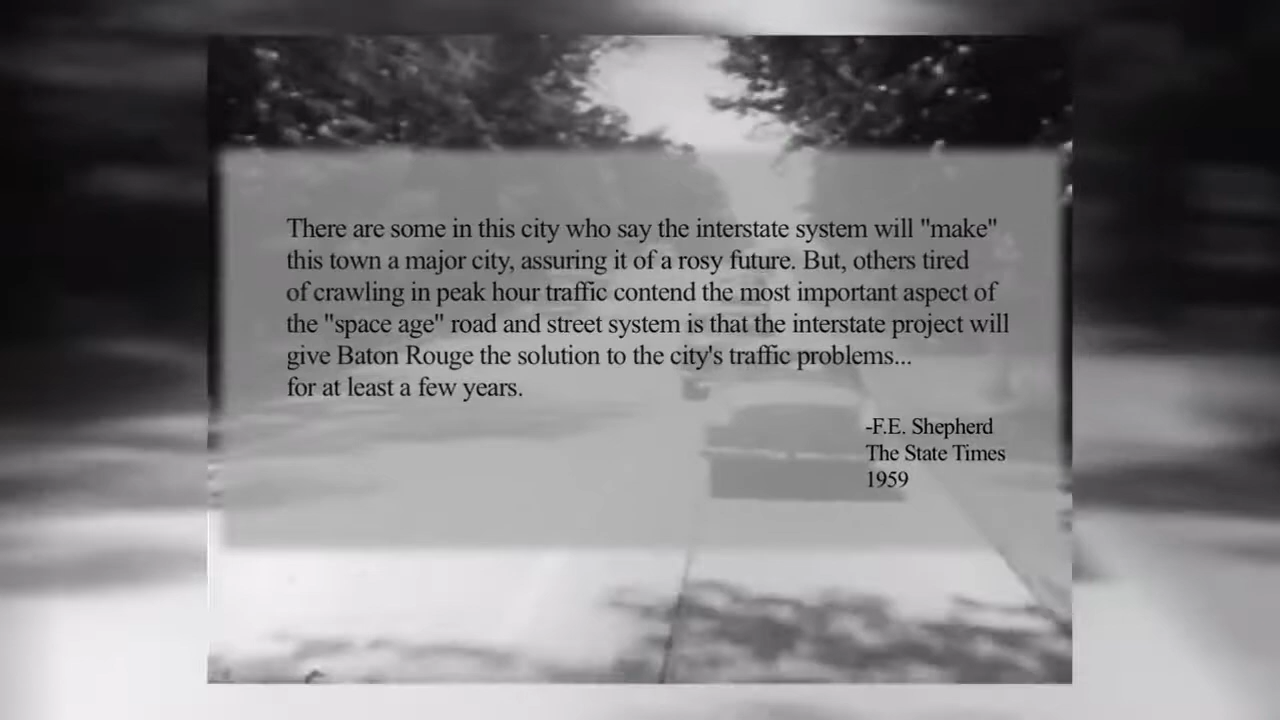 There are some in this city who say the interstate system will "make"
this town a major city, assuring it of a rosy future. But, others tired
of crawling in peak hour traffic contend the most important aspect of
the "space age" road and street system is that the interstate project will
give Baton Rouge the solution to the city's traffic problems...
for at least a few years.
-F.E. Shepherd
The State Times
1959